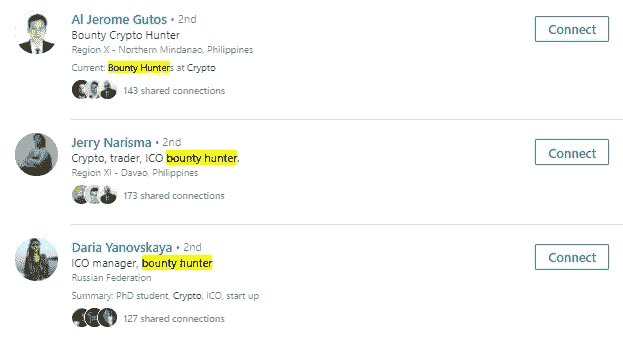 Al Jerome Gutos • 2nd
Connect
Bounty Crypto Hunter
Region X - Northern Mindanao, Philippines
Current: Bounty Hunters at Crypto
143 shared connections
Jerry Narisma • 2nd
Connect
Crypto, trader, ICO bounty hunter.
Region XI - Davao, Philippines
173 shared connections
Daria Yanovskaya • 2nd
Connect
ICO manager, bounty hunter
Russian Federation
Summary: PhD student, Crypto, ICO, start up
127 shared connections